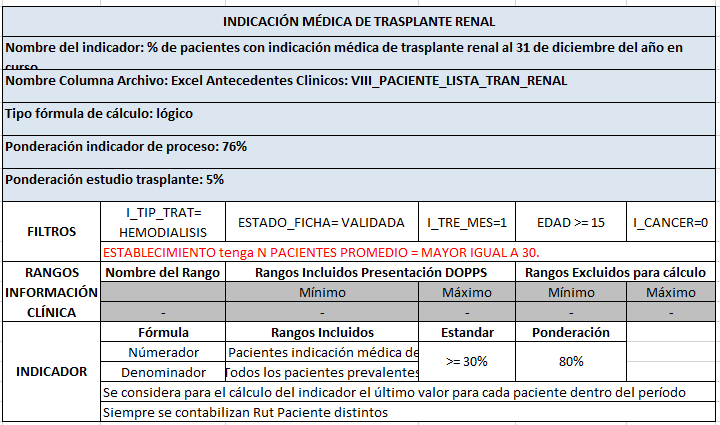 INDICACIÓN MÉDICA DE TRASPLANTE RENAL
Nombre del indicador: % de pacientes con indicación médica de trasplante renal al 31 de diciembre del año en
curso
Nombre Columna Archivo: Excel Antecedentes Clinicos: VIII_PACIENTE_LISTA_TRAN_RENAL
Tipo fórmula de cálculo: lógico
Ponderación indicador de proceso: 76%
Ponderación estudio trasplante: 5%
FILTROS
I_TIP_TRAT=
HEMODIALISIS
ESTADO_FICHA= VALIDADA
I_TRE_MES=1
EDAD >= 15
I_CANCER=0
ESTABLECIMIENTO tenga N PACIENTES PROMEDIO = MAYOR IGUAL A 30.
RANGOS
INFORMACIÓN
CLÍNICA
Nombre del Rango
Rangos Incluidos Presentación DOPPS
Rangos Excluidos para cálculo
Mínimo
Máximo
Mínimo
Máximo
-
-
-
-
-
INDICADOR
Fórmula
Rangos Incluidos
Estandar
Ponderación
Númerador
Pacientes indicación médica de
>= 30%
80%
Denominador
Todos los pacientes prevalentes
Se considera para el cálculo del indicador el último valor para cada paciente dentro del período
Siempre se contabilizan Rut Paciente distintos